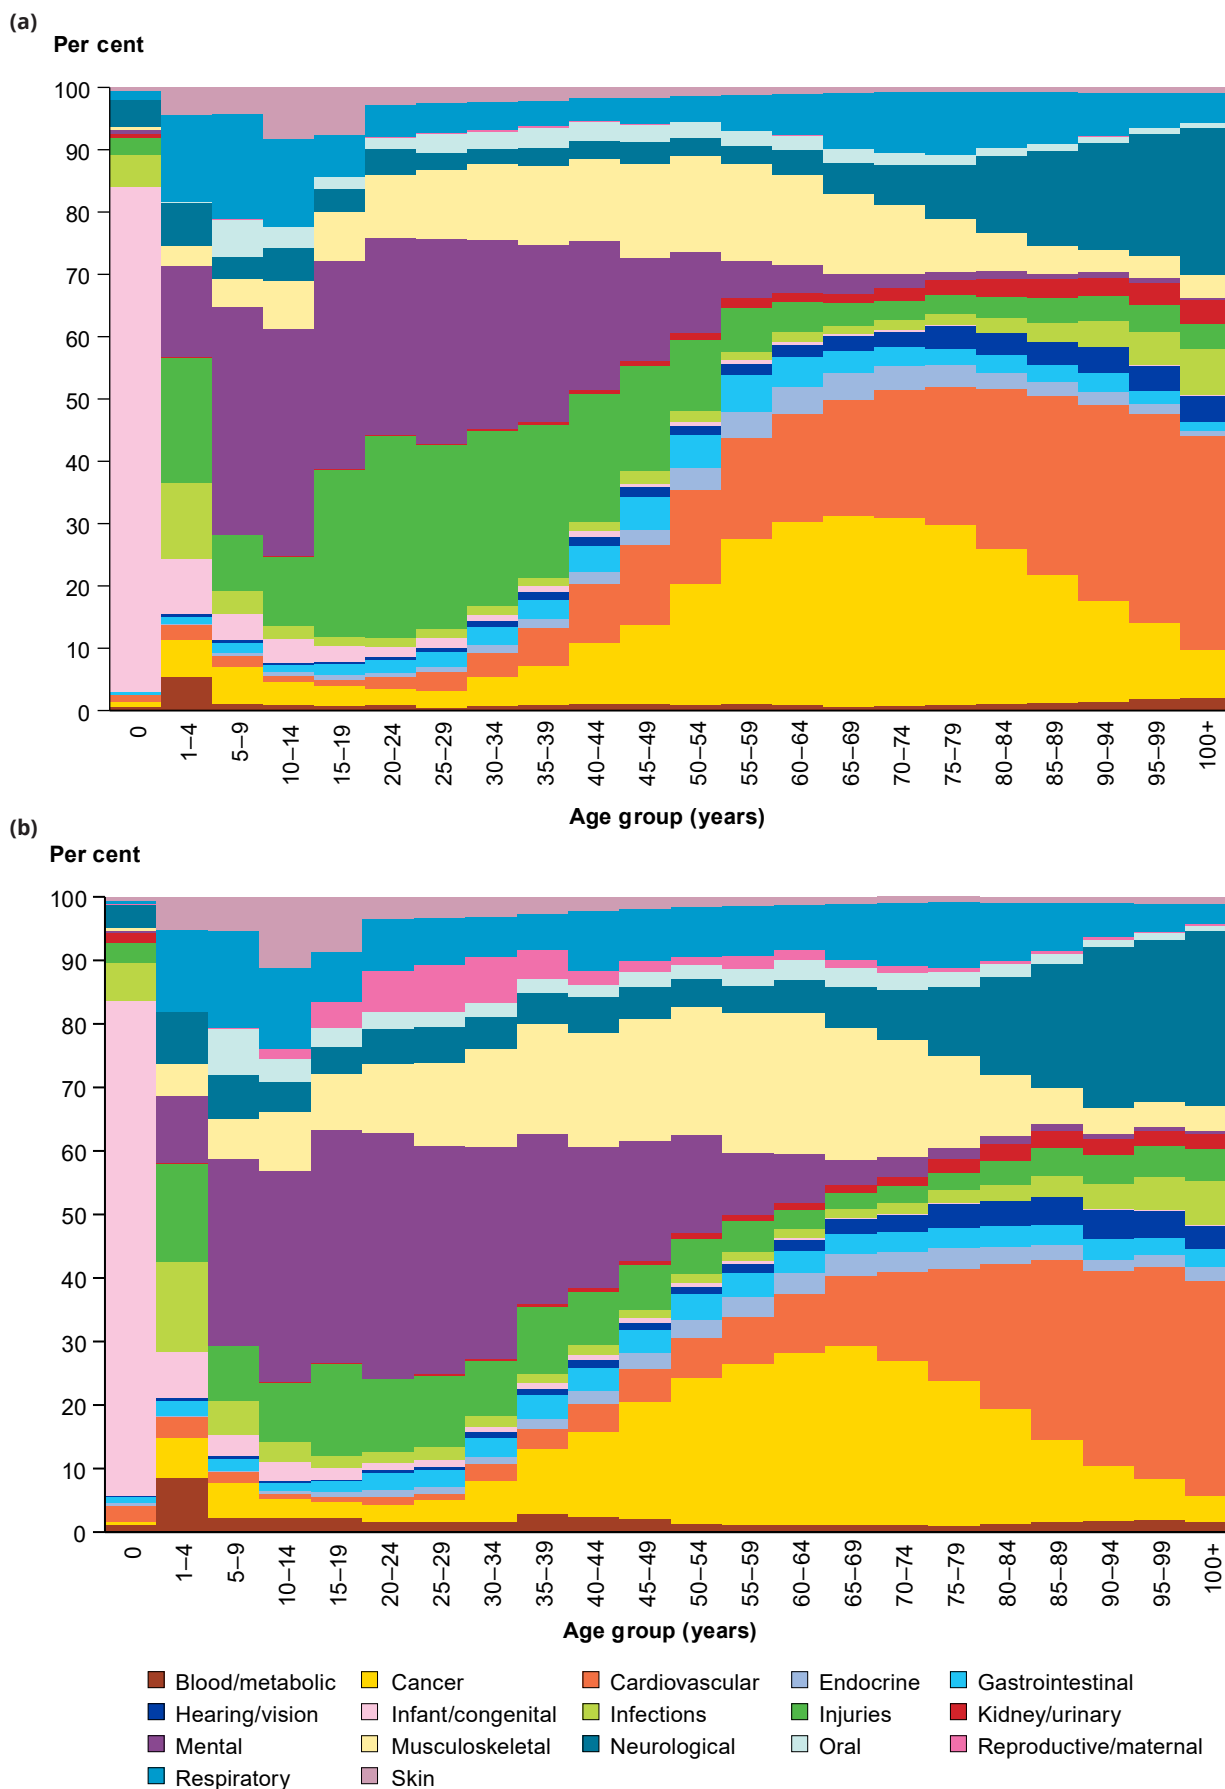 (a)
Per cent
100
90
80
70
60
50
40
30
20
10
0
0 1–4 5–9 10–14 15–19 20–24 25–29 30–34 35–39 40–44 45–49 50–54 55–59 60–64 65–69 70–74 75–79 80–84 85–89 90–94 95–99 100+
Age group (years)
(b)
Per cent
100
90
80
70
60
50
40
30
20
10
0
0 1–4 5–9 10–14 15–19 20–24 25–29 30–34 35–39 40–44 45–49 50–54 55–59 60–64 65–69 70–74 75–79 80–84 85–89 90–94 95–99 100+
Age group (years)
Blood/metabolic Cancer Cardiovascular Endocrine Gastrointestinal
Hearing/vision Infant/congenital Infections Injuries Kidney/urinary
Mental Musculoskeletal Neurological Oral Reproductive/maternal
Respiratory Skin